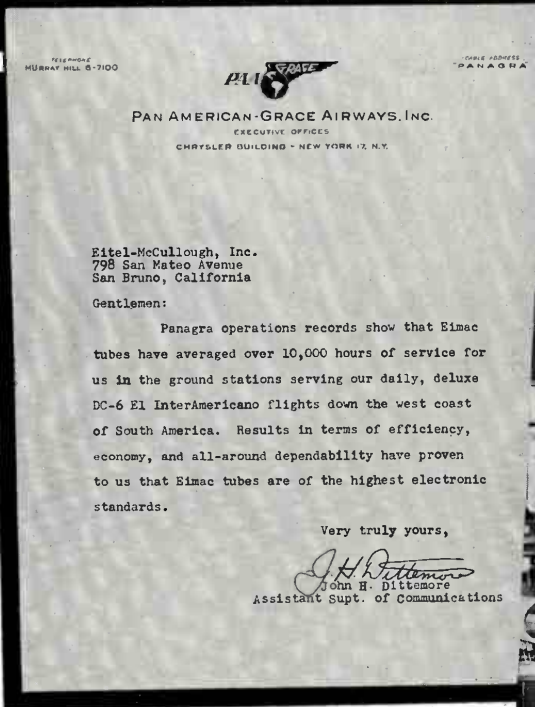 TELEPHONE
MURRAY HILL 6-7100
CABLE ADDRESS
"PANAGRA"
PAN GRACE
PAN AMERICAN-GRACE AIRWAYS, INC.
EXECUTIVE OFFICES
CHRYSLER BUILDING - NEW YORK 17, N.Y.
Eitel-McCullough, Inc.
798 San Mateo Avenue
San Bruno, California
Gentlemen:
Panagra operations records show that Eimac
tubes have averaged over 10,000 hours of service for
us in the ground stations serving our daily, deluxe
DC-6 El InterAmericano flights down the west coast
of South America. Results in terms of efficiency,
economy, and all-around dependability have proven
to us that Eimac tubes are of the highest electronic
standards.
Very truly yours,
J.H. Dittemore
John H. Dittemore
Assistant Supt. of Communications